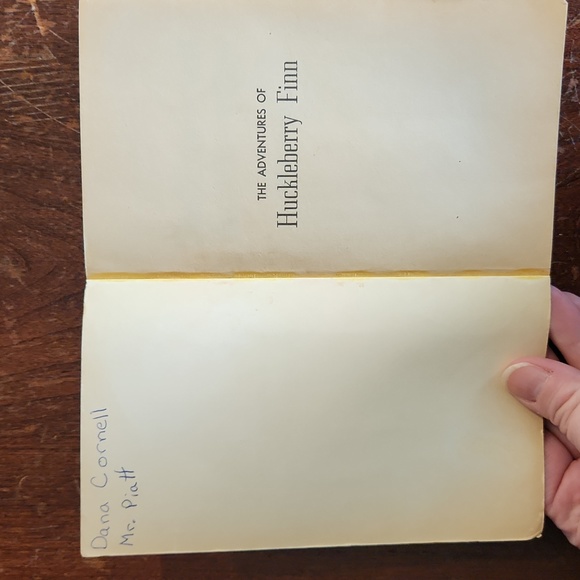 Dana Cornell
Mr. Piatt
THE ADVENTURES OF
Huckleberry Finn